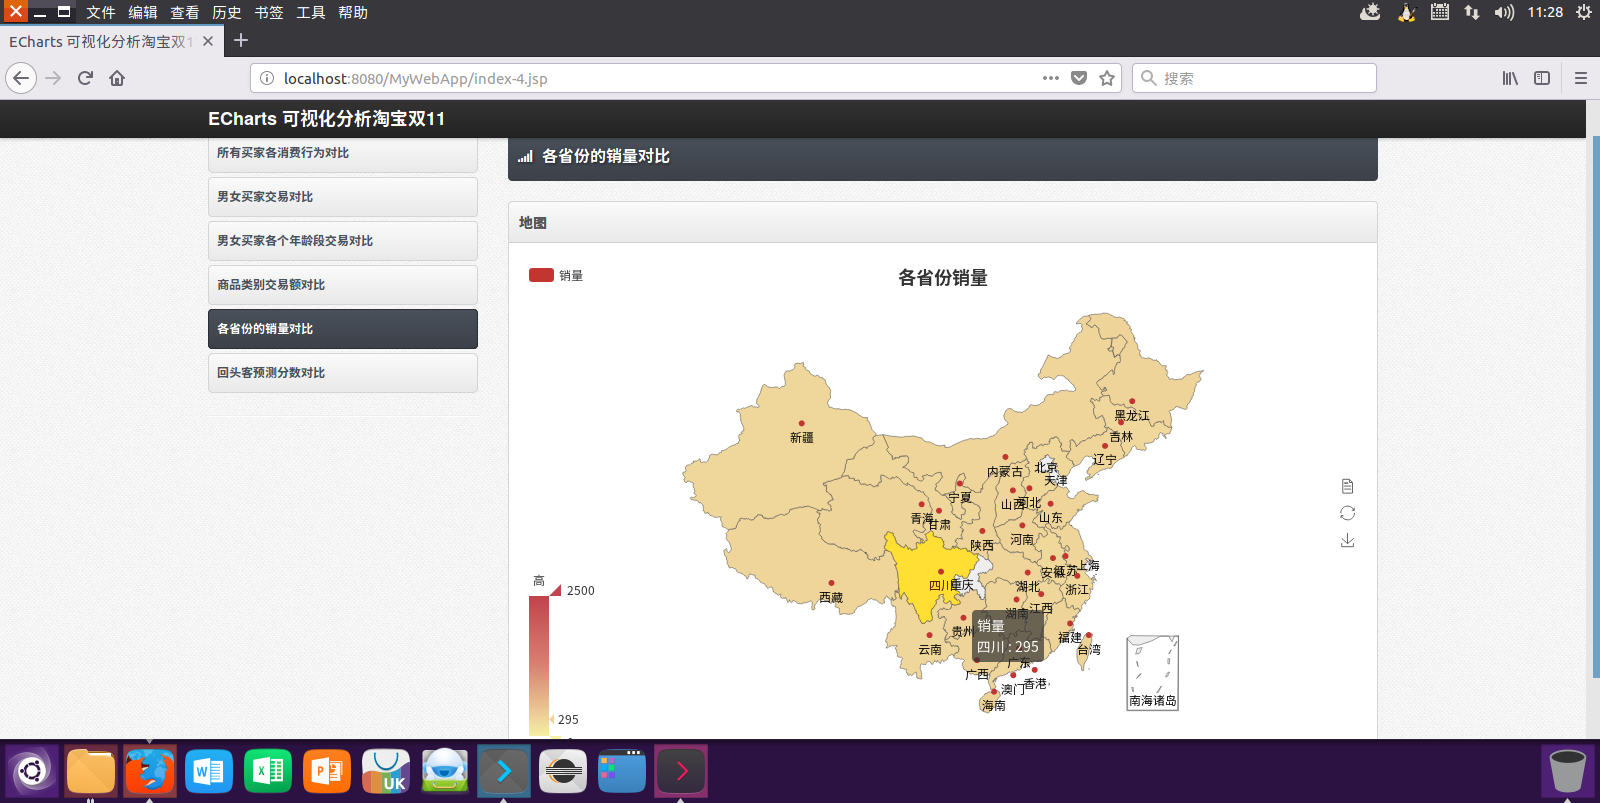 文件 编辑 查看 历史 书签 工具 帮助
11:28
ECharts 可视化分析淘宝双1
localhost:8080/MyWebApp/index-4.jsp
搜索
ECharts 可视化分析淘宝双11
所有买家各消费行为对比
男女买家交易对比
男女买家各个年龄段交易对比
商品类别交易额对比
各省份的销量对比
回头客预测分数对比
各省份的销量对比
地图
销量
各省份销量
黑龙江
吉林
新疆
辽宁
内蒙古
北京
天津
宁夏
山西
河北
青海
甘肃
山东
陕西
河南
安徽
江苏
上海
四川
重庆
湖北
浙江
西藏
湖南
江西
贵州
福建
云南
台湾
广东
广西
香港
澳门
海南
南海诸岛
销量
四川 : 295
高
2500
295
W
X
P
UK